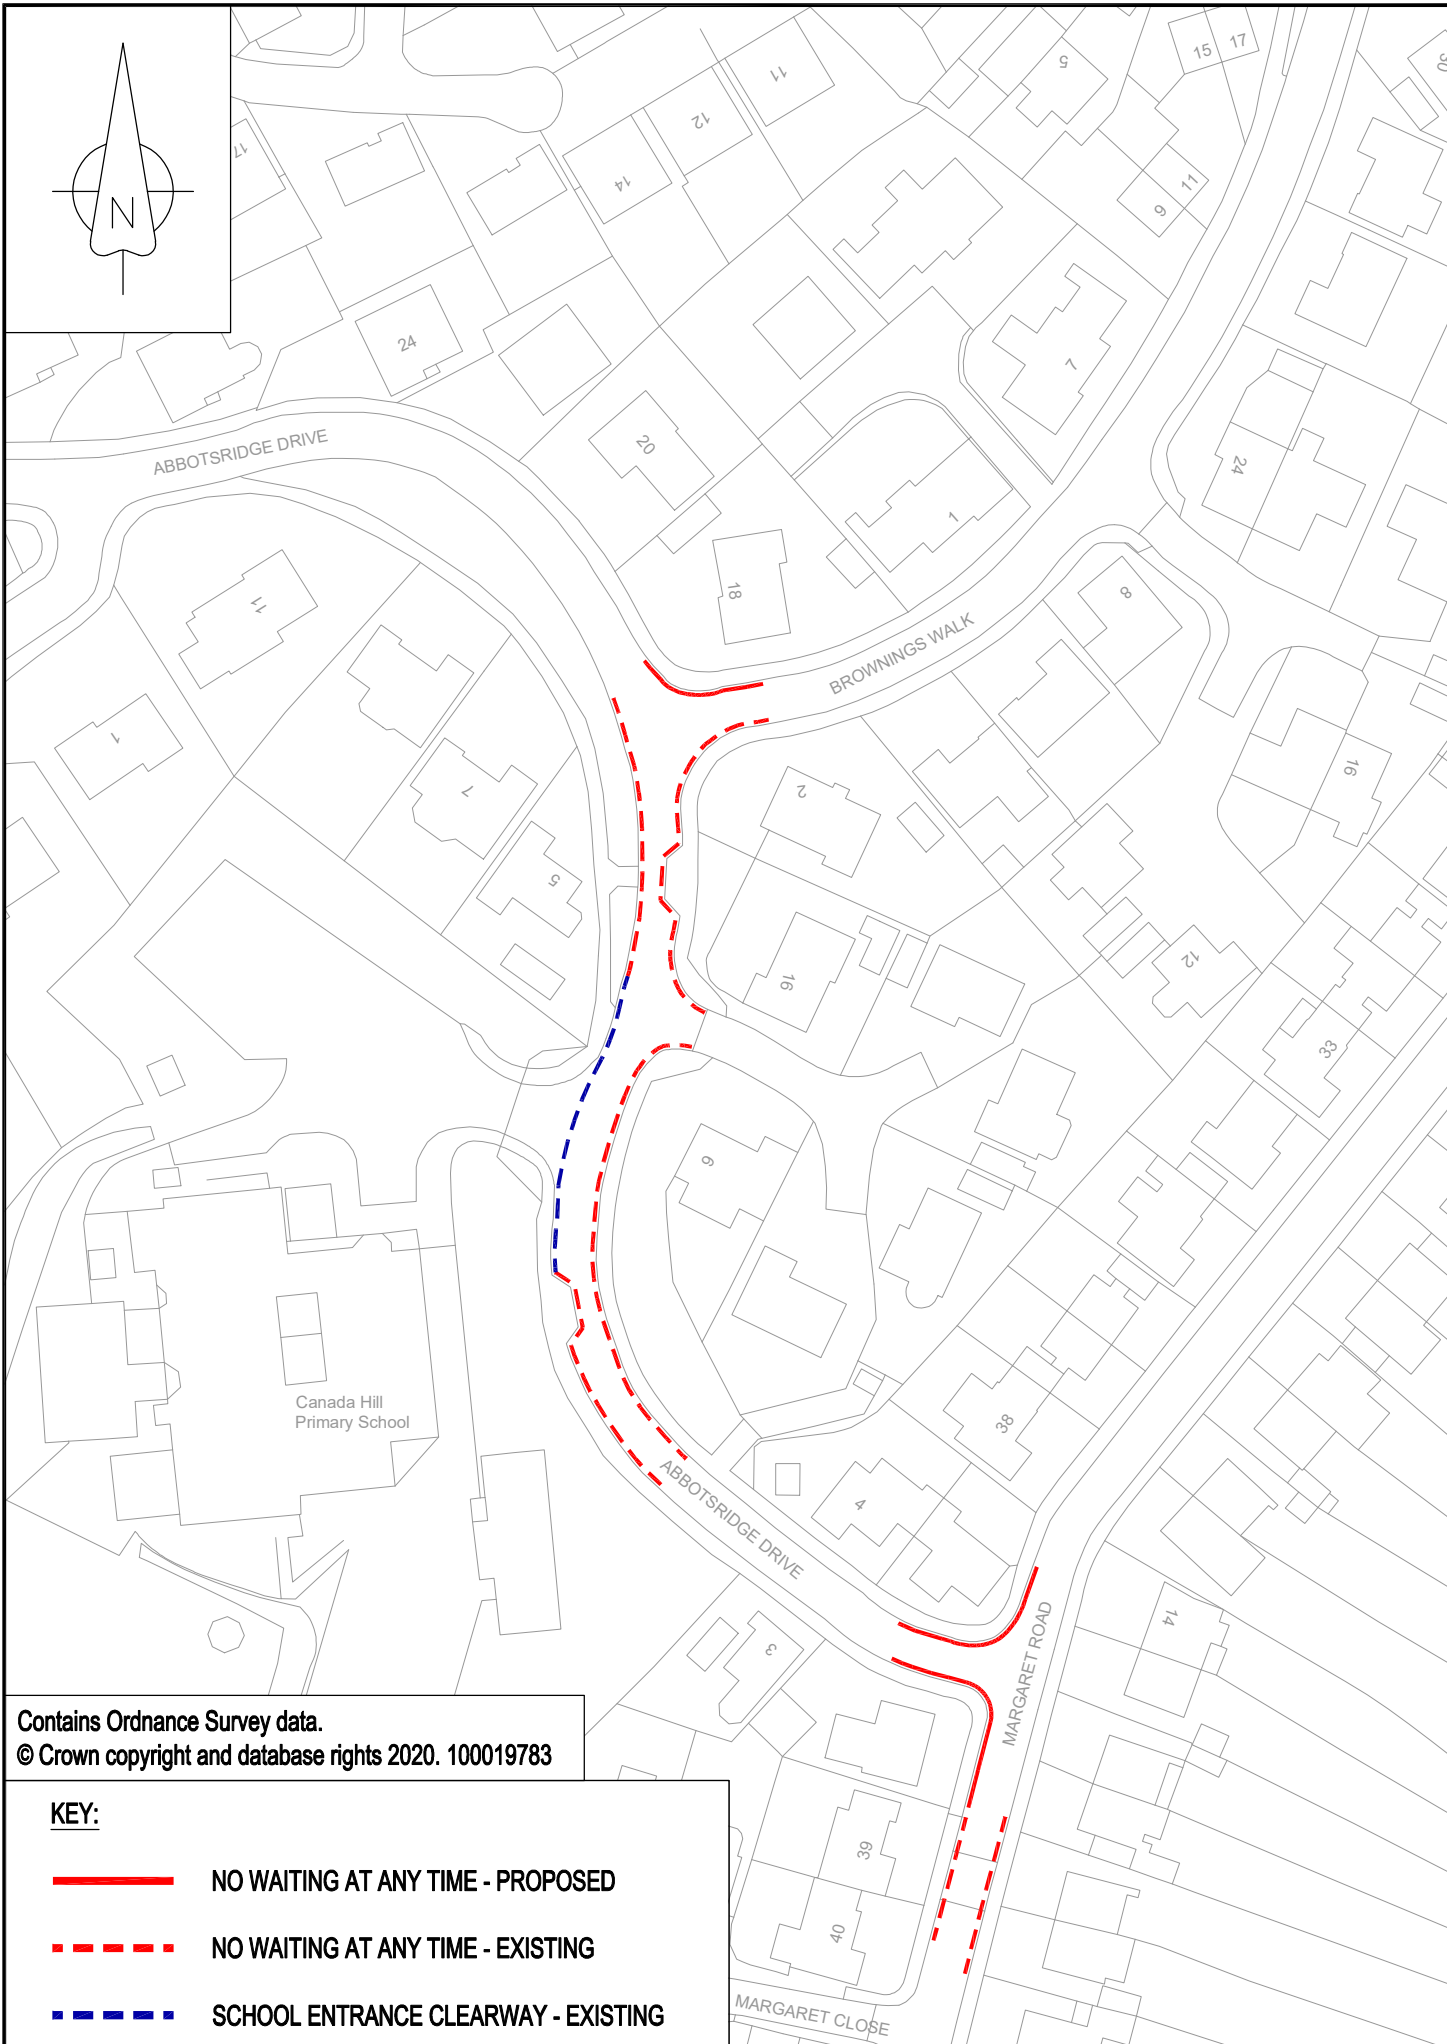 N
17
14
12
11
5
15
17
30
11
9
24
20
7
1
18
24
ABBOTSRIDGE DRIVE
BROWNINGS WALK
8
11
1
7
5
2
16
16
12
33
9
38
4
Canada Hill
Primary School
ABBOTSRIDGE DRIVE
3
14
MARGARET ROAD
39
40
MARGARET CLOSE
Contains Ordnance Survey data.
© Crown copyright and database rights 2020. 100019783
KEY:
NO WAITING AT ANY TIME - PROPOSED
NO WAITING AT ANY TIME - EXISTING
SCHOOL ENTRANCE CLEARWAY - EXISTING